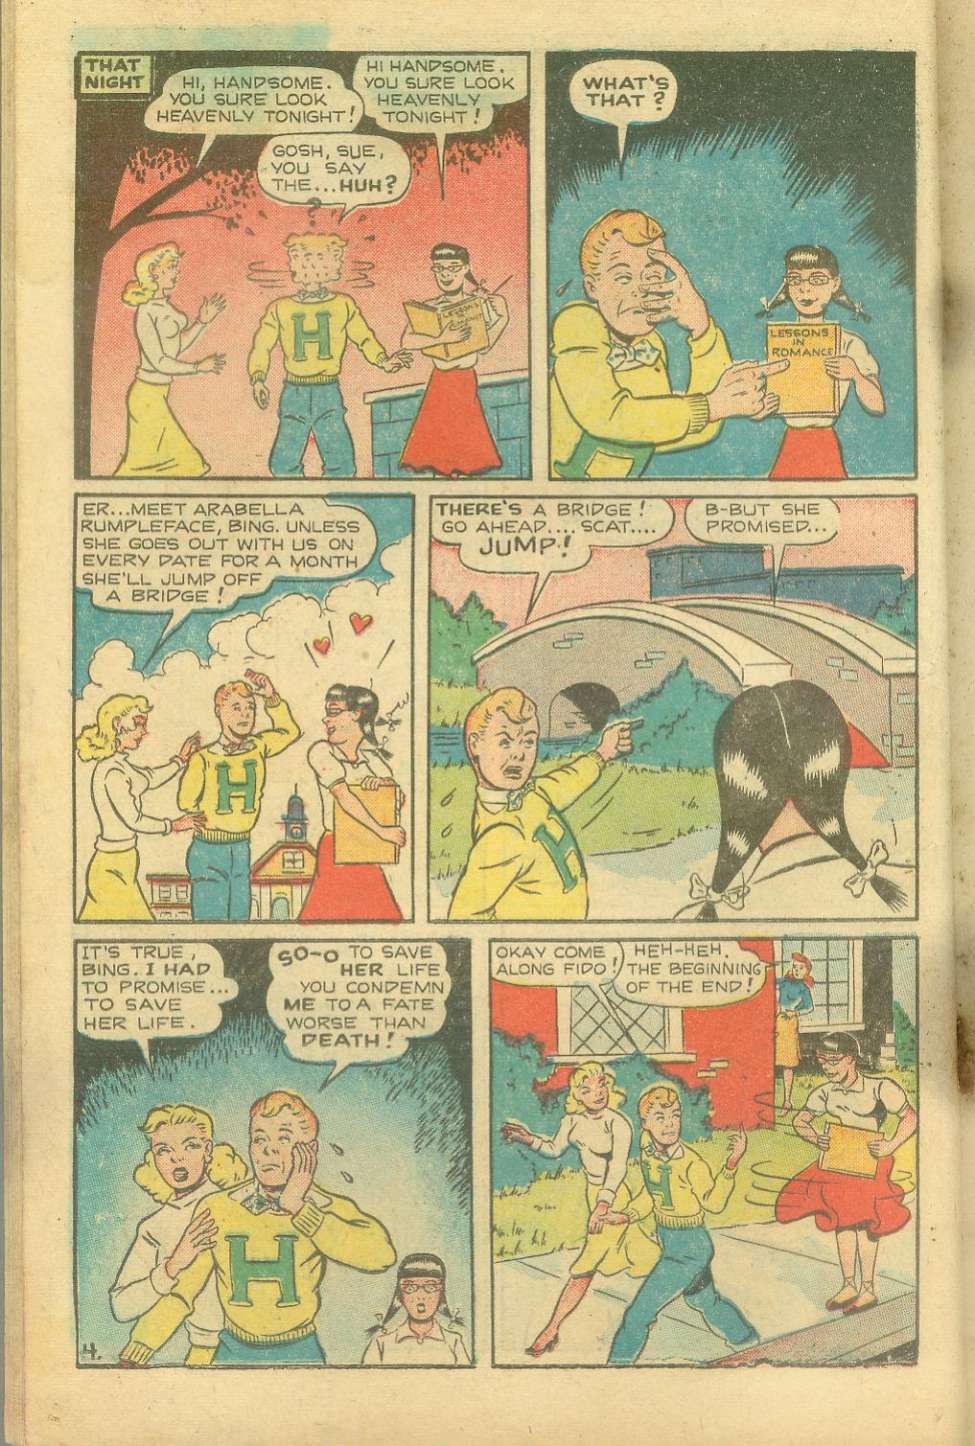 THAT
NIGHT
HI, HANDSOME.
YOU SURE LOOK
HEAVENLY TONIGHT!
HI HANDSOME.
YOU SURE LOOK
HEAVENLY
TONIGHT!
GOSH, SUE,
YOU SAY
THE...HUH?
?
H
LESSONS
IN
ROMANCE
WHAT'S
THAT?
LESSONS
IN
ROMANCE
ER...MEET ARABELLA
RUMPLEFACE, BING. UNLESS
SHE GOES OUT WITH US ON
EVERY DATE FOR A MONTH
SHE'LL JUMP OFF
A BRIDGE!
H
THERE'S A BRIDGE!
GO AHEAD....SCAT....
JUMP!
B-BUT SHE
PROMISED...
H
IT'S TRUE,
BING. I HAD
TO PROMISE...
TO SAVE
HER LIFE.
SO-O TO SAVE
HER LIFE
YOU CONDEMN
ME TO A FATE
WORSE THAN
DEATH!
H
4.
OKAY COME
ALONG FIDO!
HEH-HEH.
THE BEGINNING
OF THE END!
H